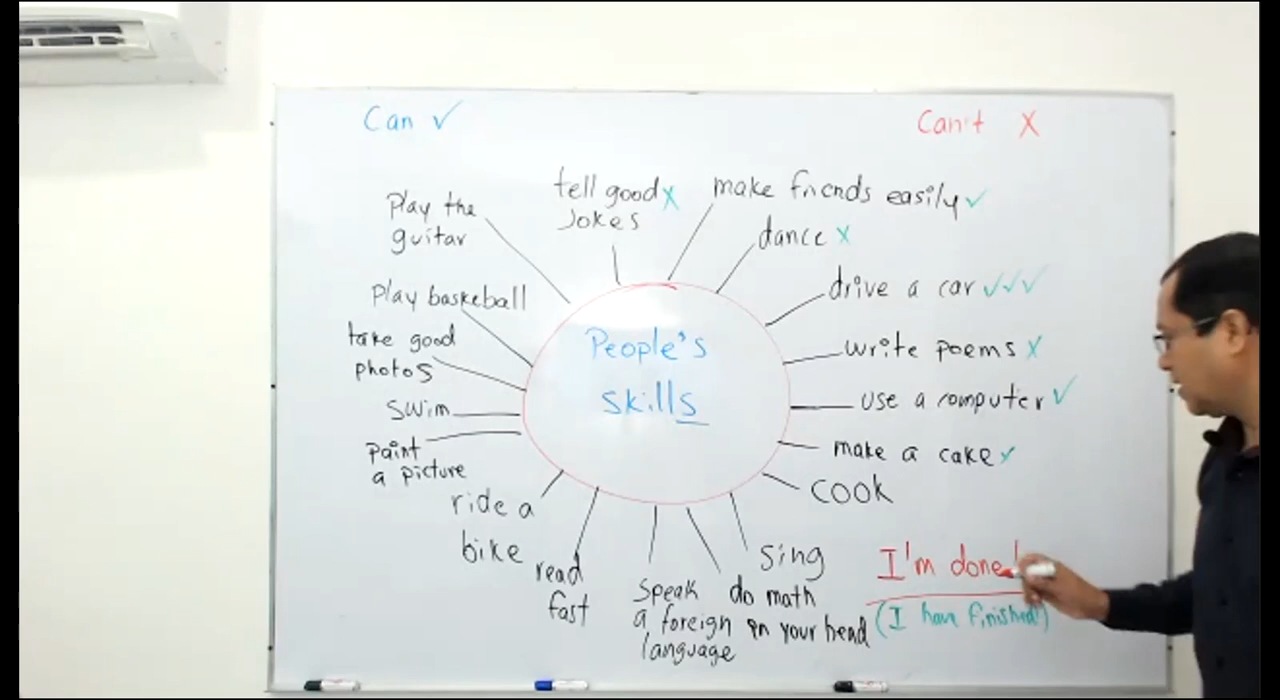 Can ✓
Can't X
tell good X
Jokes
make friends easily ✓
Play the
guitar
dance X
drive a car ✓✓✓
Play baskeball
take good
photos
People's
Skills
write poems X
swim
use a computer ✓
paint
a picture
make a cake x
ride a
bike
cook
read
fast
sing
I'm done!
speak
a foreign
language
do math
in your head
(I have finished!)